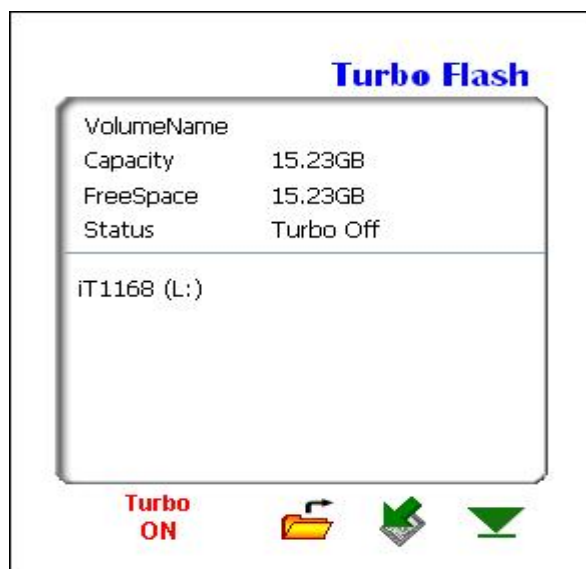 Turbo Flash
VolumeName
Capacity 15.23GB
FreeSpace 15.23GB
Status Turbo Off
iT1168 (L:)
Turbo
ON